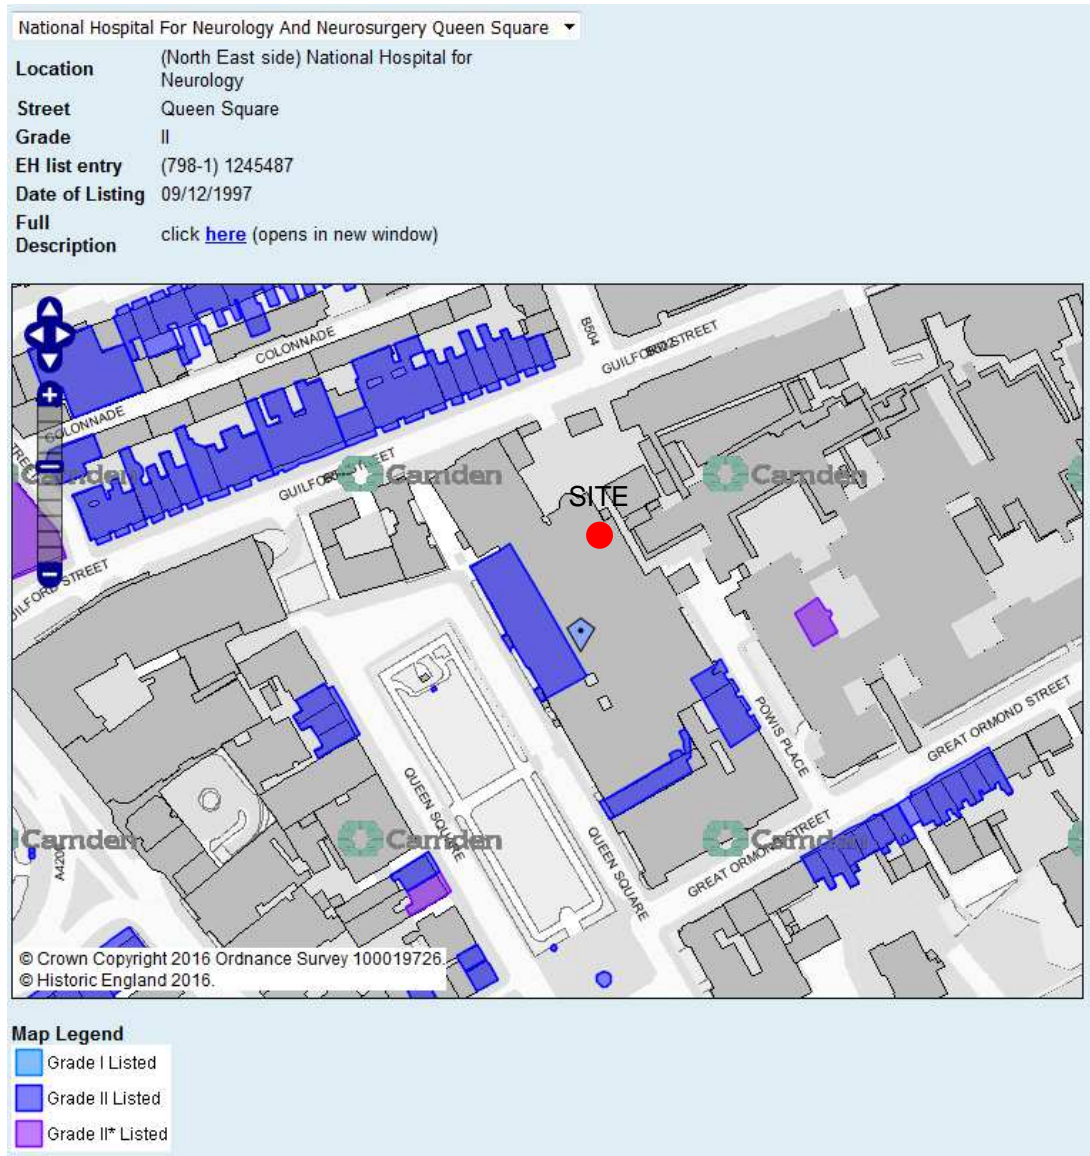 National Hospital For Neurology And Neurosurgery Queen Square
Location (North East side) National Hospital for
Neurology
Street Queen Square
Grade II
EH list entry (798-1) 1245487
Date of Listing 09/12/1997
Full
Description click here (opens in new window)
COLONNADE
B504
GUILFORD STREET
COLONNADE
Camden
GUILFORD STREET
Camden
Camden
SITE
GUILFORD STREET
POWIS PLACE
GREAT ORMOND STREET
QUEEN SQUARE
Camden
Camden
Camden
QUEEN SQUARE
GREAT ORMOND STREET
© Crown Copyright 2016 Ordnance Survey 100019726.
© Historic England 2016.
Map Legend
Grade I Listed
Grade II Listed
Grade II* Listed